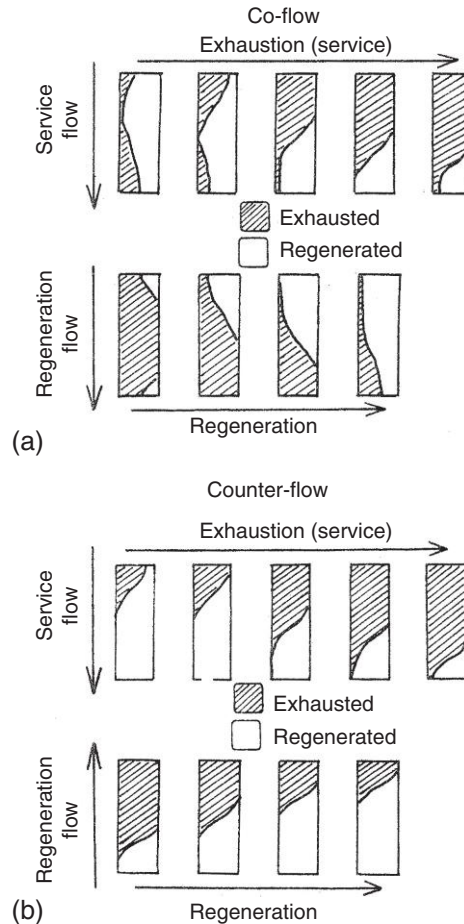 Co-flow
Exhaustion (service)
Service
flow
Exhausted
Regenerated
Regeneration
flow
Regeneration
(a)
Counter-flow
Exhaustion (service)
Service
flow
Exhausted
Regenerated
Regeneration
flow
Regeneration
(b)